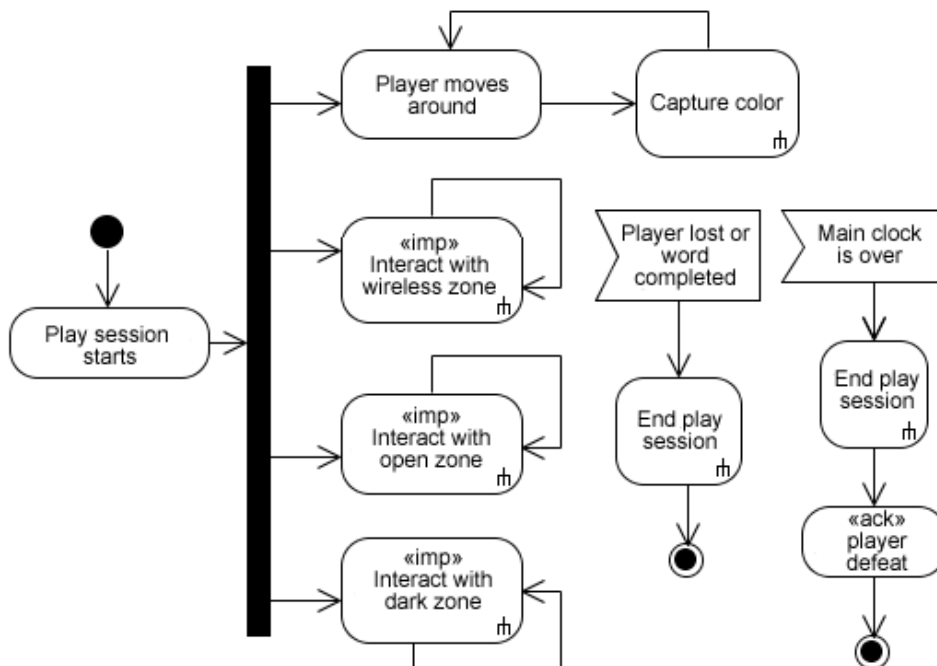 Player moves
around
Capture color
«imp»
Interact with
wireless zone
Player lost or
word
completed
Main clock
is over
Play session
starts
«imp»
Interact with
open zone
End play
session
End play
session
«ack»
player
defeat
«imp»
Interact with
dark zone